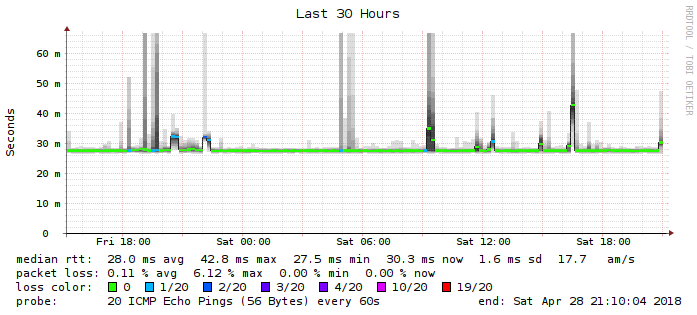 Last 30 Hours
RRDTOOL / TOBI OETIKER
Seconds
60 m
50 m
40 m
30 m
20 m
10 m
0
Fri 18:00 Sat 00:00 Sat 06:00 Sat 12:00 Sat 18:00
median rtt: 28.0 ms avg 42.8 ms max 27.5 ms min 30.3 ms now 1.6 ms sd 17.7 am/s
packet loss: 0.11 % avg 6.12 % max 0.00 % min 0.00 % now
loss color: 0 1/20 2/20 3/20 4/20 10/20 19/20
probe: 20 ICMP Echo Pings (56 Bytes) every 60s end: Sat Apr 28 21:10:04 2018